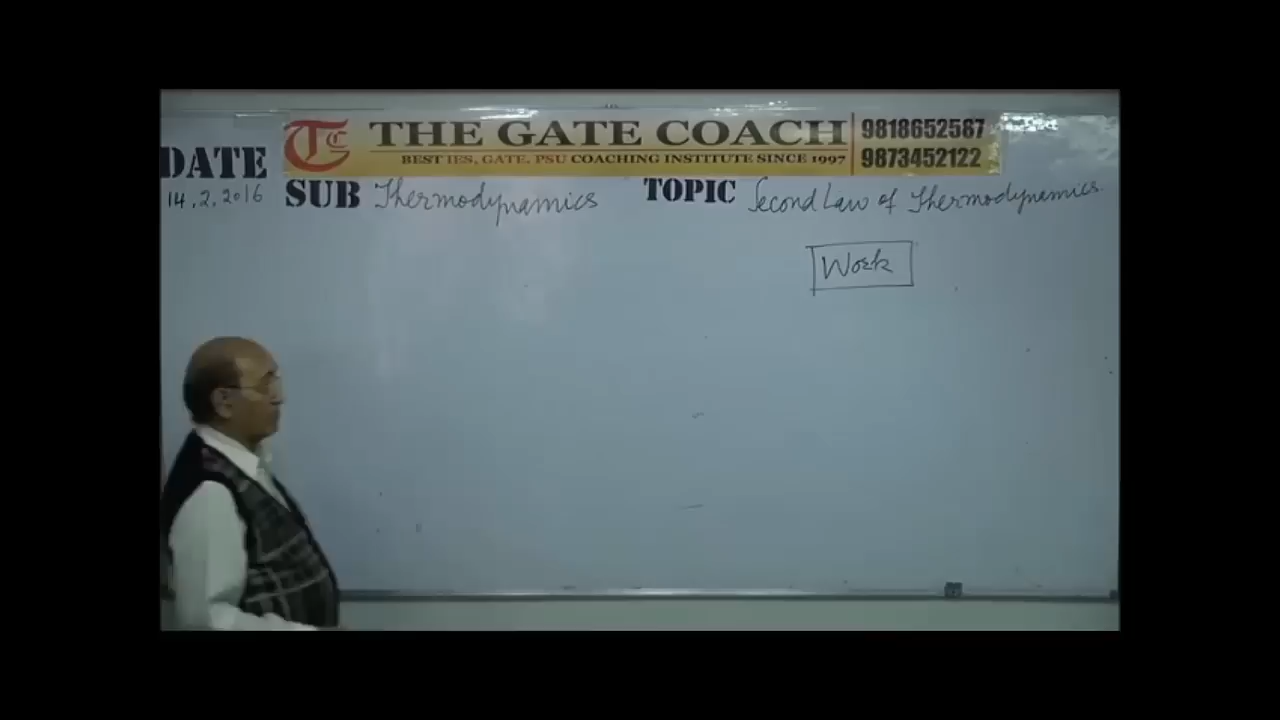 THE GATE COACH
BEST IES, GATE, PSU COACHING INSTITUTE SINCE 1997
9818652587
9873452122
DATE
14.2.2016
SUB Thermodynamics
TOPIC Second Law of Thermodynamics.
Work